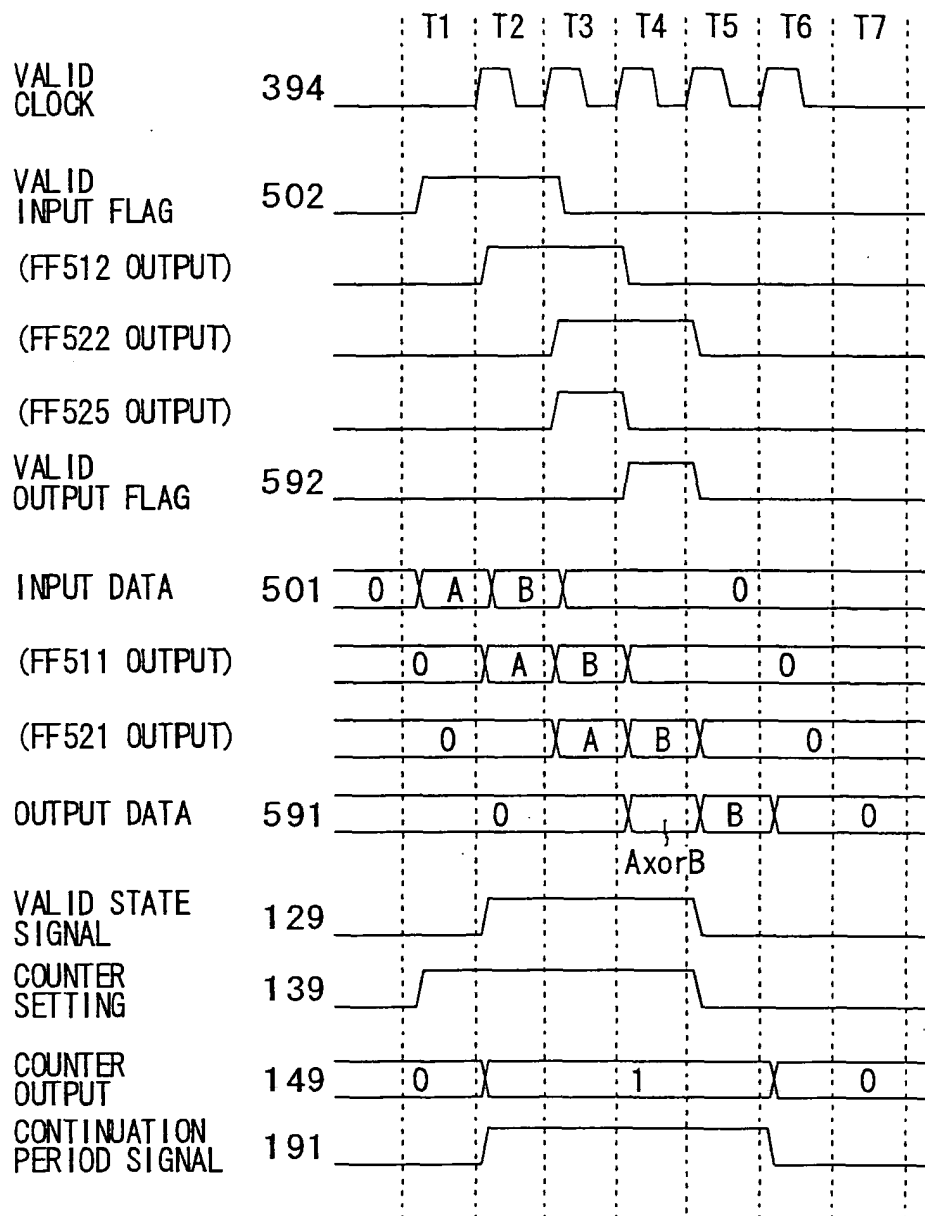 T1 T2 T3 T4 T5 T6 T7
VALID
CLOCK 394
VALID
INPUT FLAG 502
(FF512 OUTPUT)
(FF522 OUTPUT)
(FF525 OUTPUT)
VALID
OUTPUT FLAG 592
INPUT DATA 501 0 A B 0
(FF511 OUTPUT) 0 A B 0
(FF521 OUTPUT) 0 A B 0
OUTPUT DATA 591 0 B 0
AxorB
VALID STATE
SIGNAL 129
COUNTER
SETTING 139
COUNTER
OUTPUT 149 0 1 0
CONTINUATION
PERIOD SIGNAL 191